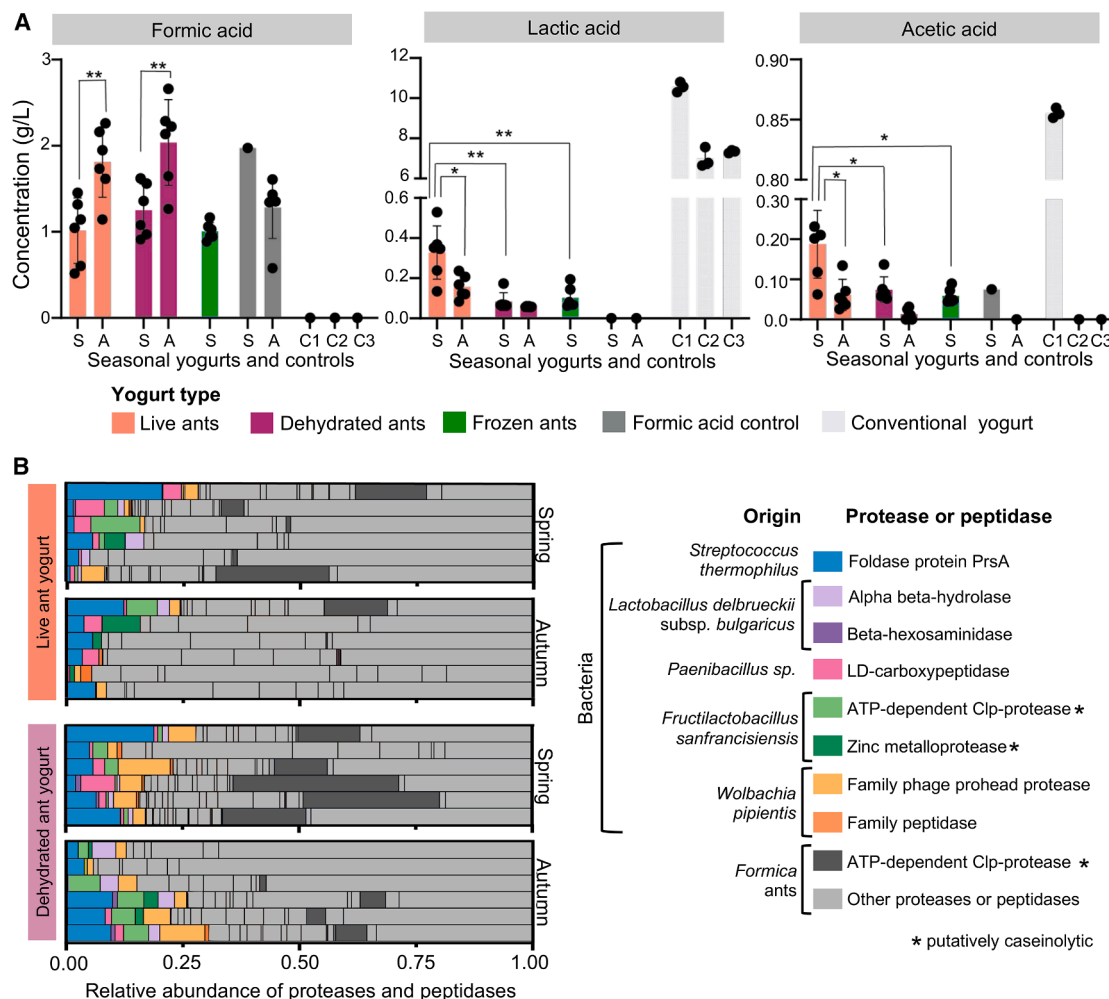 A
Formic acid
Lactic acid
Acetic acid
Concentration (g/L)
3
2
1
0
**
**
S A S A S S A C1 C2 C3
Seasonal yogurts and controls
12
10
8
6
0.6
0.4
0.2
0.0
**
**
*
S A S A S S A C1 C2 C3
Seasonal yogurts and controls
0.85
0.80
0.30
0.20
0.10
0.0
*
*
*
S A S A S S A C1 C2 C3
Seasonal yogurts and controls
Yogurt type
Live ants
Dehydrated ants
Frozen ants
Formic acid control
Conventional yogurt
B
Live ant yogurt
Spring
Autumn
Dehydrated ant yogurt
Spring
Autumn
0.00 0.25 0.50 0.75 1.00
Relative abundance of proteases and peptidases
Origin Protease or peptidase
Bacteria
Streptococcus
thermophilus
Foldase protein PrsA
Lactobacillus delbrueckii
subsp. bulgaricus
Alpha beta-hydrolase
Beta-hexosaminidase
Paenibacillus sp.
LD-carboxypeptidase
Fructilactobacillus
sanfrancisiensis
ATP-dependent Clp-protease *
Zinc metalloprotease *
Wolbachia
pipientis
Family phage prohead protease
Family peptidase
Formica
ants
ATP-dependent Clp-protease *
Other proteases or peptidases
* putatively caseinolytic